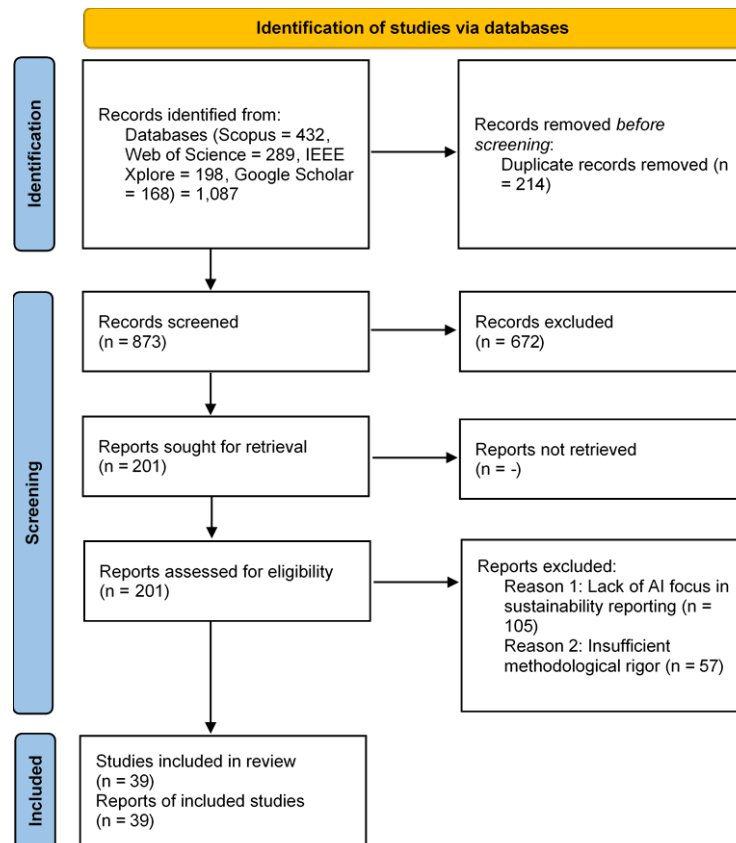 Identification of studies via databases
Identification
Records identified from:
Databases (Scopus = 432,
Web of Science = 289, IEEE
Xplore = 198, Google Scholar
= 168) = 1,087
Records removed before
screening:
Duplicate records removed (n
= 214)
Screening
Records screened
(n = 873)
Records excluded
(n = 672)
Reports sought for retrieval
(n = 201)
Reports not retrieved
(n = -)
Reports assessed for eligibility
(n = 201)
Reports excluded:
Reason 1: Lack of AI focus in
sustainability reporting (n =
105)
Reason 2: Insufficient
methodological rigor (n = 57)
Included
Studies included in review
(n = 39)
Reports of included studies
(n = 39)